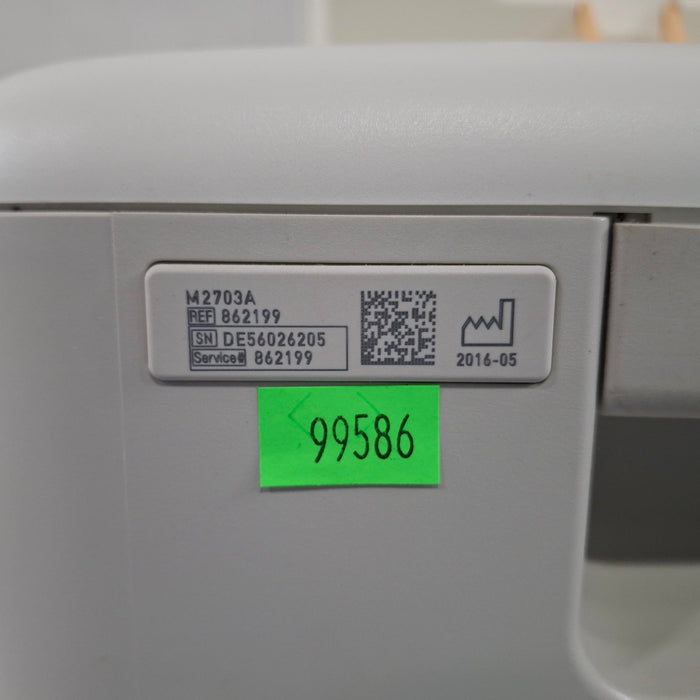 M2703A
REF 862199
SN DE56026205
Service# 862199
2016-05
99586